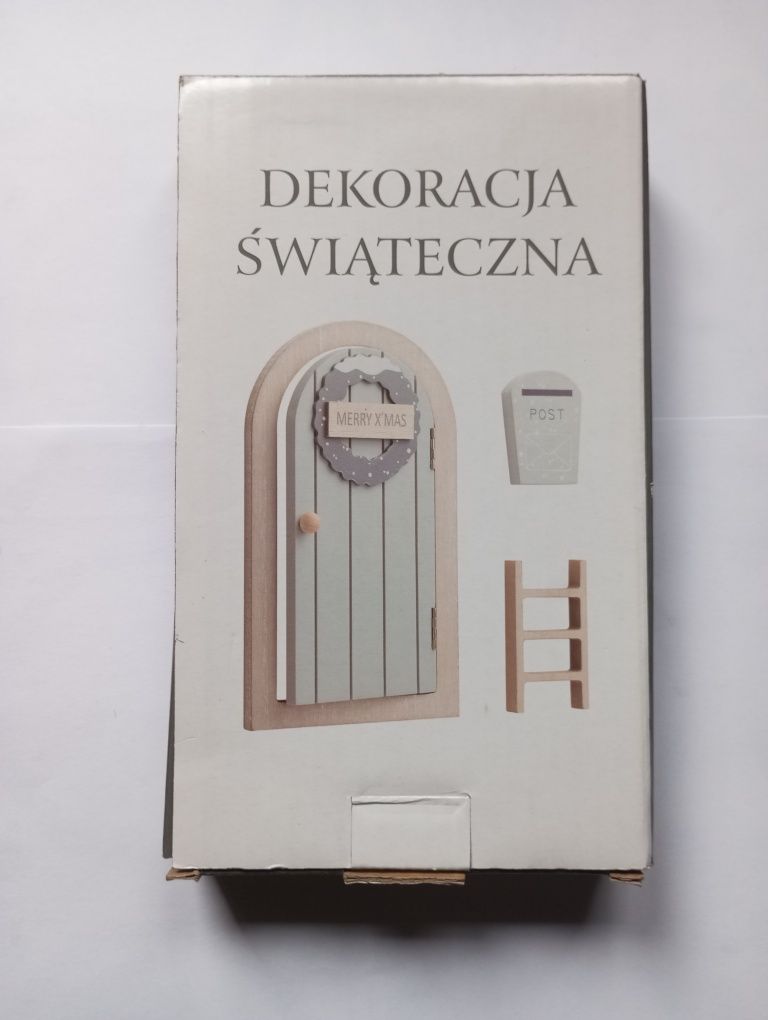 DEKORACJA
ŚWIĄTECZNA
MERRY X'MAS
POST